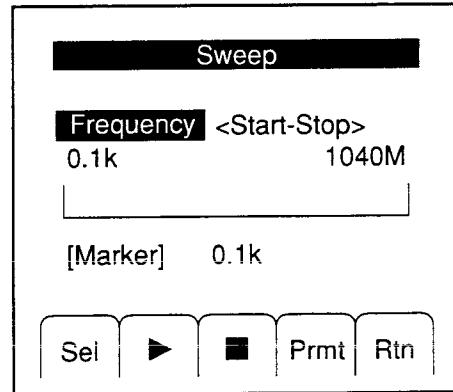 Sweep
Frequency <Start-Stop>
0.1k 1040M
[Marker] 0.1k
Sel ▶ ■ Prmt Rtn